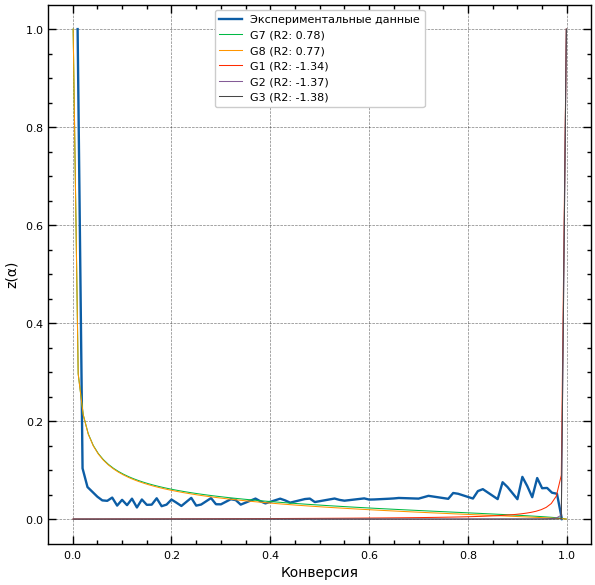 Экспериментальные данные
G7 (R2: 0.78)
G8 (R2: 0.77)
G1 (R2: -1.34)
G2 (R2: -1.37)
G3 (R2: -1.38)
1.0
0.8
0.6
0.4
0.2
0.0
z(α)
0.0 0.2 0.4 0.6 0.8 1.0
Конверсия